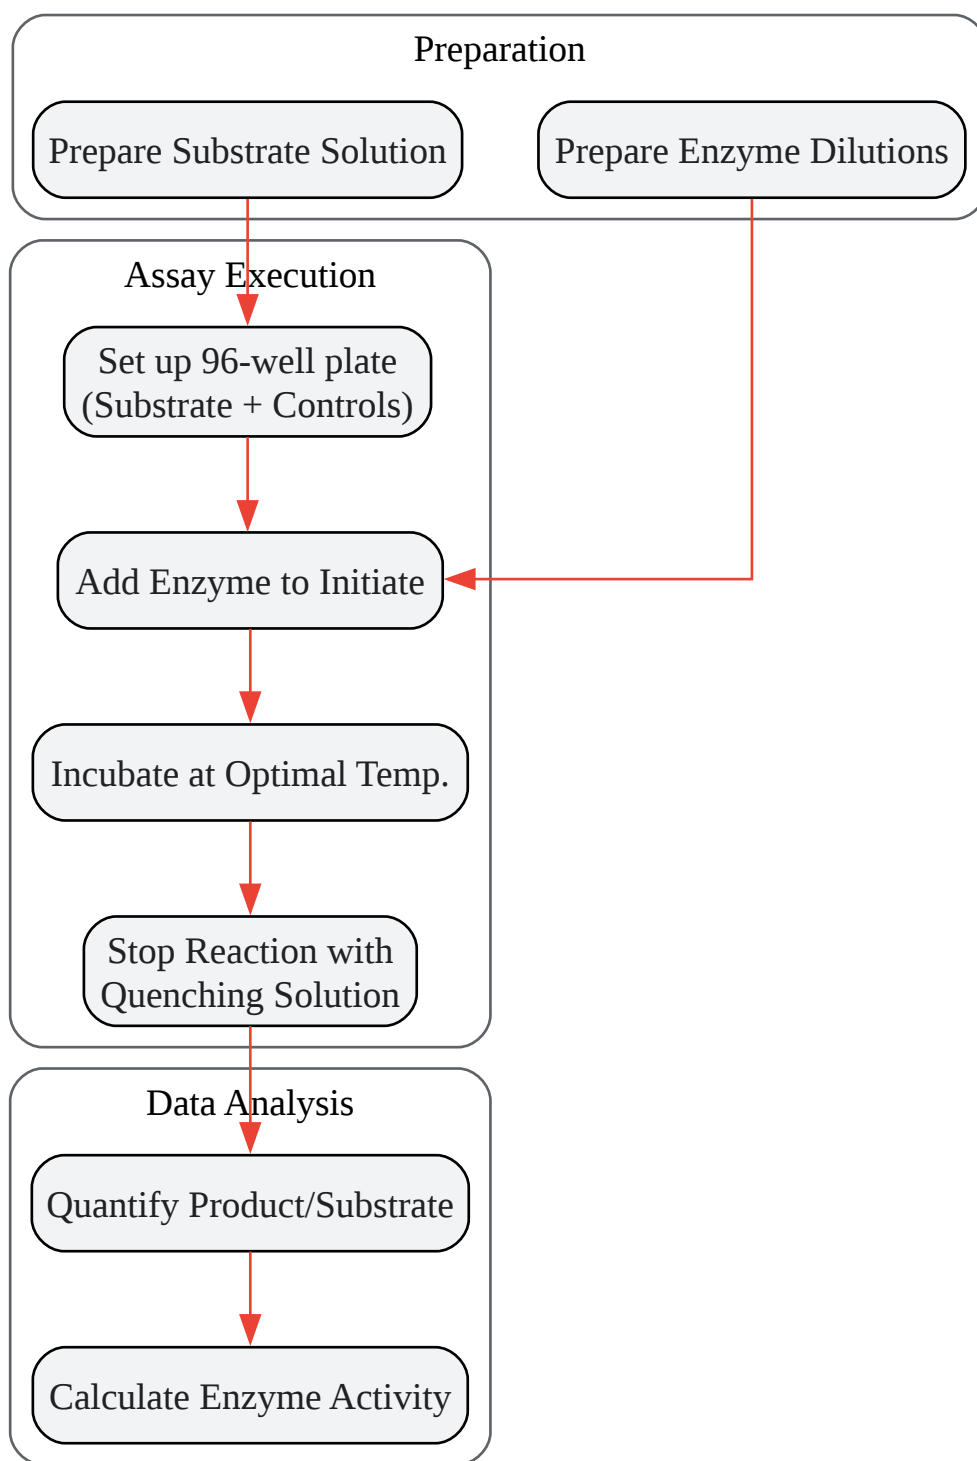 Preparation
Prepare Substrate Solution
Prepare Enzyme Dilutions
Assay Execution
Set up 96-well plate
(Substrate + Controls)
Add Enzyme to Initiate
Incubate at Optimal Temp.
Stop Reaction with
Quenching Solution
Data Analysis
Quantify Product/Substrate
Calculate Enzyme Activity